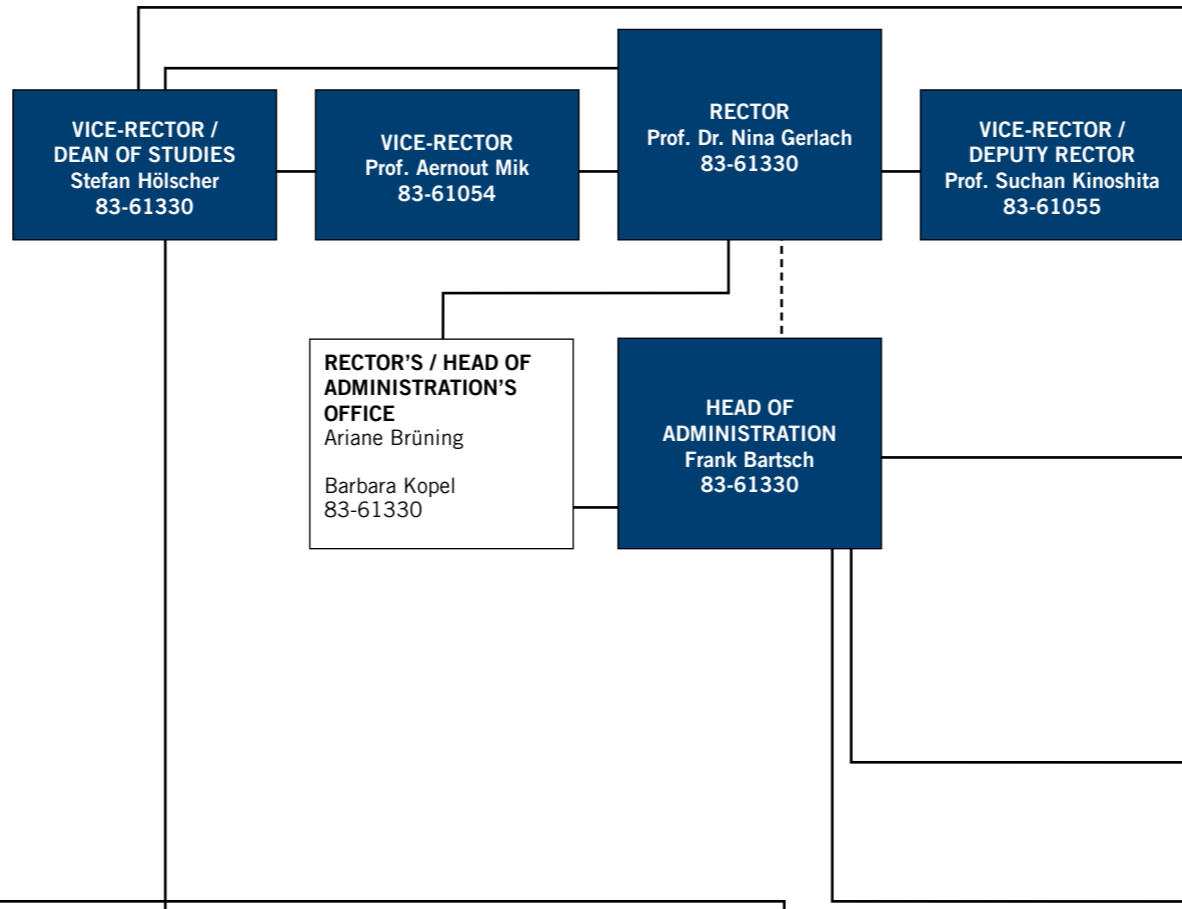 VICE-RECTOR /
DEAN OF STUDIES
Stefan Hölscher
83-61330
VICE-RECTOR
Prof. Aernout Mik
83-61054
RECTOR
Prof. Dr. Nina Gerlach
83-61330
VICE-RECTOR /
DEPUTY RECTOR
Prof. Suchan Kinoshita
83-61055
RECTOR'S / HEAD OF
ADMINISTRATION'S
OFFICE
Ariane Brüning
Barbara Kopel
83-61330
HEAD OF
ADMINISTRATION
Frank Bartsch
83-61330